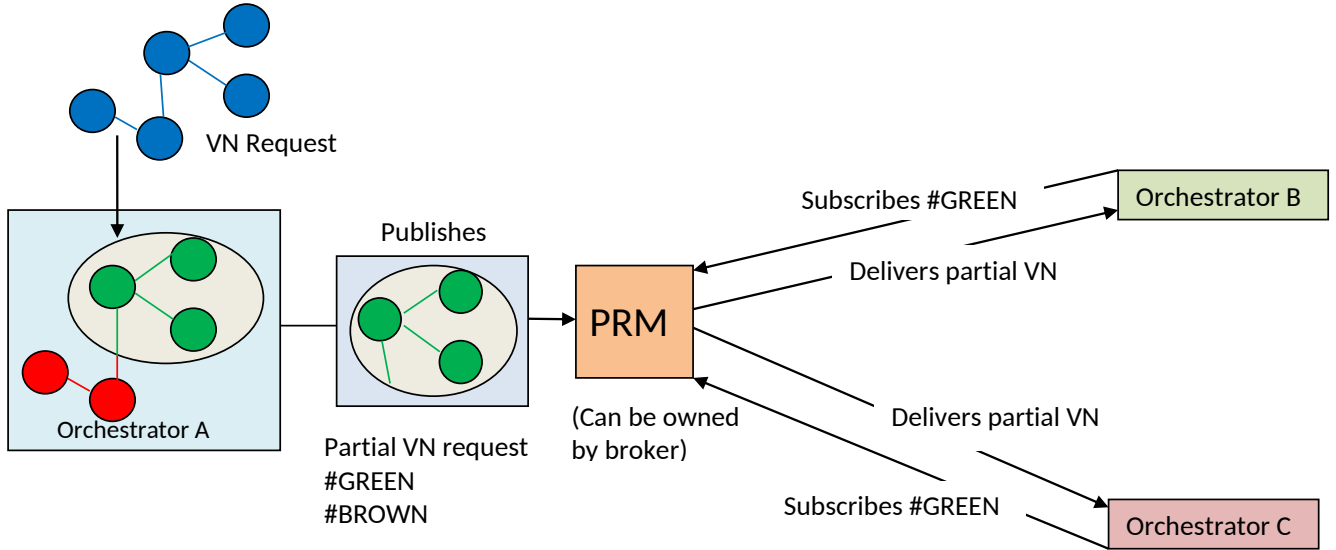 VN Request
Orchestrator A
Publishes
Partial VN request
#GREEN
#BROWN
PRM
(Can be owned
by broker)
Subscribes #GREEN
Orchestrator B
Delivers partial VN
Delivers partial VN
Subscribes #GREEN
Orchestrator C